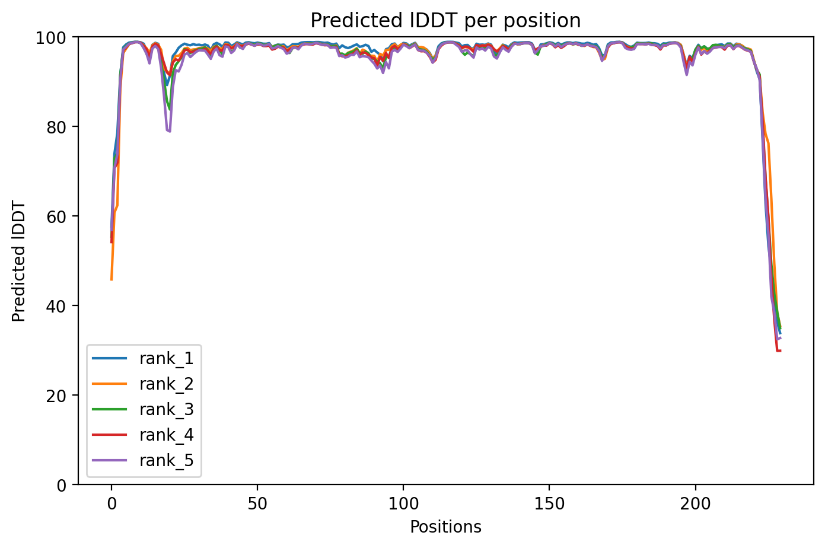 Predicted lDDT per position
100
80
60
40
20
0
Predicted lDDT
rank_1
rank_2
rank_3
rank_4
rank_5
0 50 100 150 200
Positions